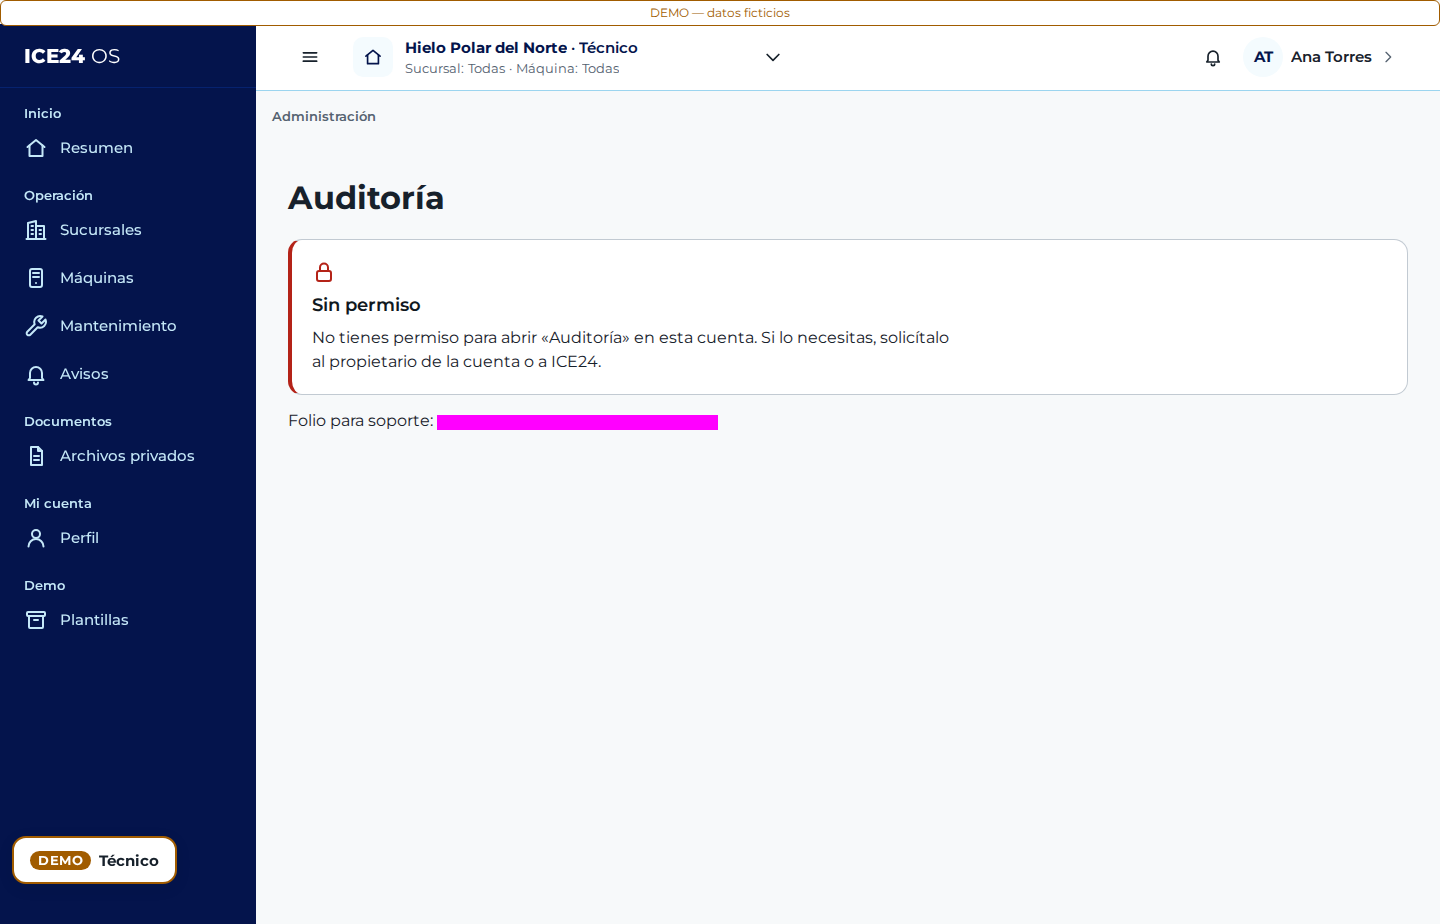 DEMO — datos ficticios
ICE24 OS
Inicio
Resumen
Operación
Sucursales
Máquinas
Mantenimiento
Avisos
Documentos
Archivos privados
Mi cuenta
Perfil
Demo
Plantillas
DEMO Técnico
Hielo Polar del Norte · Técnico
Sucursal: Todas · Máquina: Todas
AT Ana Torres
Administración
Auditoría
Sin permiso
No tienes permiso para abrir «Auditoría» en esta cuenta. Si lo necesitas, solicítalo
al propietario de la cuenta o a ICE24.
Folio para soporte: